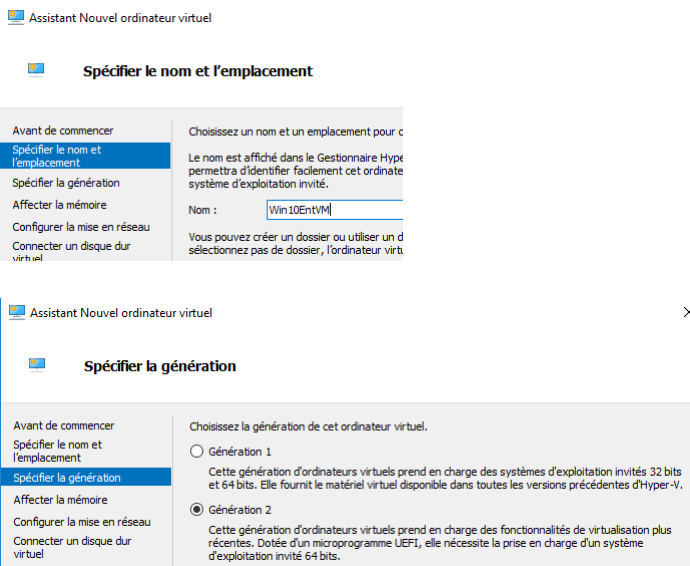 Assistant Nouvel ordinateur virtuel
Spécifier le nom et l'emplacement
Avant de commencer
Spécifier le nom et
l'emplacement
Spécifier la génération
Affecter la mémoire
Configurer la mise en réseau
Connecter un disque dur
virtuel
Choisissez un nom et un emplacement pour
Le nom est affiché dans le Gestionnaire
permettra d'identifier facilement cet
système d'exploitation invité.
Nom :
Win10EntVM
Vous pouvez créer un dossier ou utiliser un
sélectionnez pas de dossier, l'ordinateur
Assistant Nouvel ordinateur virtuel
Spécifier la génération
Avant de commencer
Spécifier le nom et
l'emplacement
Spécifier la génération
Affecter la mémoire
Configurer la mise en réseau
Connecter un disque dur
virtuel
Choisissez la génération de cet ordinateur virtuel.
Génération 1
Cette génération d'ordinateurs virtuels prend en charge des systèmes d'exploitation invités 32 bits
et 64 bits. Elle fournit le matériel virtuel disponible dans toutes les versions précédentes d'Hyper-V.
Génération 2
Cette génération d'ordinateurs virtuels prend en charge des fonctionnalités de virtualisation plus
récentes. Dotée d'un microprogramme UEFI, elle nécessite la prise en charge d'un système
d'exploitation invité 64 bits.